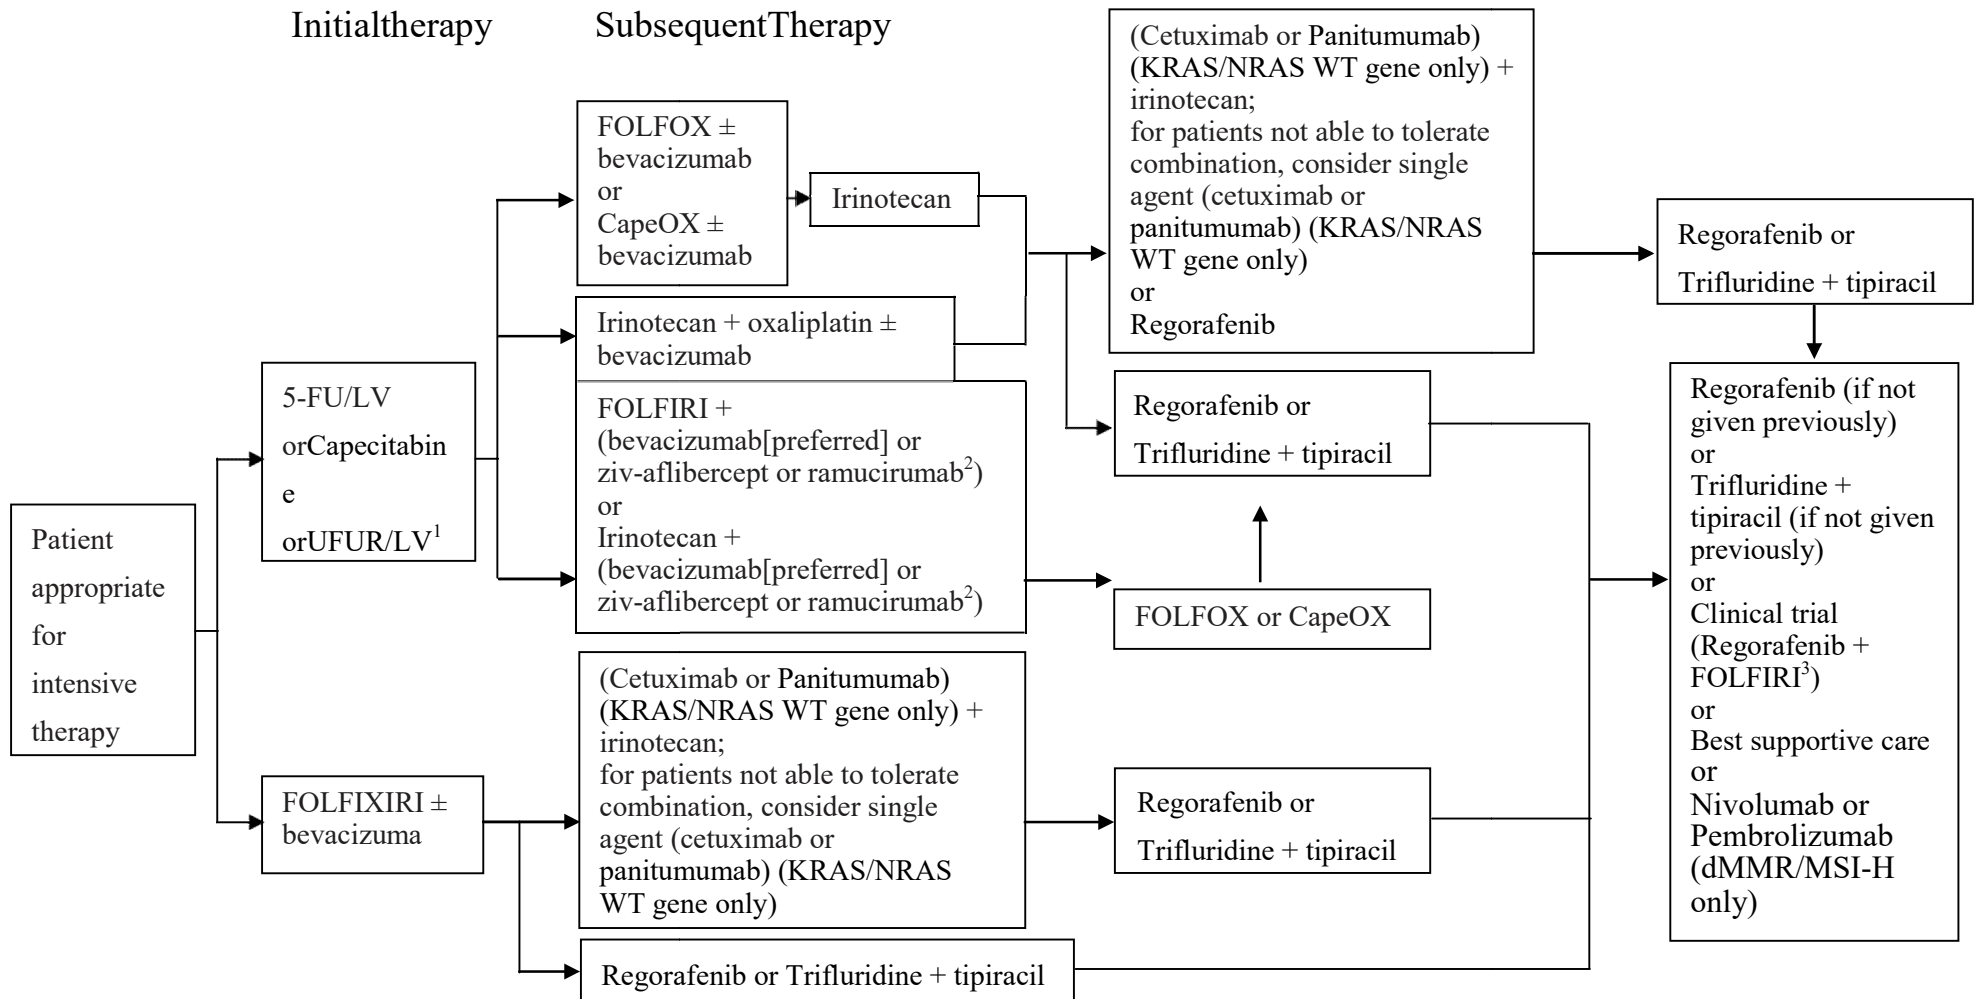 Initialtherapy
SubsequentTherapy
Patient
appropriate
for
intensive
therapy
5-FU/LV
orCapecitabin
e
orUFUR/LV¹
FOLFIXIRI ±
bevacizuma
FOLFOX ±
bevacizumab
or
CapeOX ±
bevacizumab
Irinotecan
Irinotecan + oxaliplatin ±
bevacizumab
FOLFIRI +
(bevacizumab[preferred] or
ziv-aflibercept or ramucirumab²)
or
Irinotecan +
(bevacizumab[preferred] or
ziv-aflibercept or ramucirumab²)
(Cetuximab or Panitumumab)
(KRAS/NRAS WT gene only) +
irinotecan;
for patients not able to tolerate
combination, consider single
agent (cetuximab or
panitumumab) (KRAS/NRAS
WT gene only)
Regorafenib or Trifluridine + tipiracil
(Cetuximab or Panitumumab)
(KRAS/NRAS WT gene only) +
irinotecan;
for patients not able to tolerate
combination, consider single
agent (cetuximab or
panitumumab) (KRAS/NRAS
WT gene only)
or
Regorafenib
Regorafenib or
Trifluridine + tipiracil
FOLFOX or CapeOX
Regorafenib or
Trifluridine + tipiracil
Regorafenib or
Trifluridine + tipiracil
Regorafenib (if not
given previously)
or
Trifluridine +
tipiracil (if not given
previously)
or
Clinical trial
(Regorafenib +
FOLFIRI³)
or
Best supportive care
or
Nivolumab or
Pembrolizumab
(dMMR/MSI-H
only)